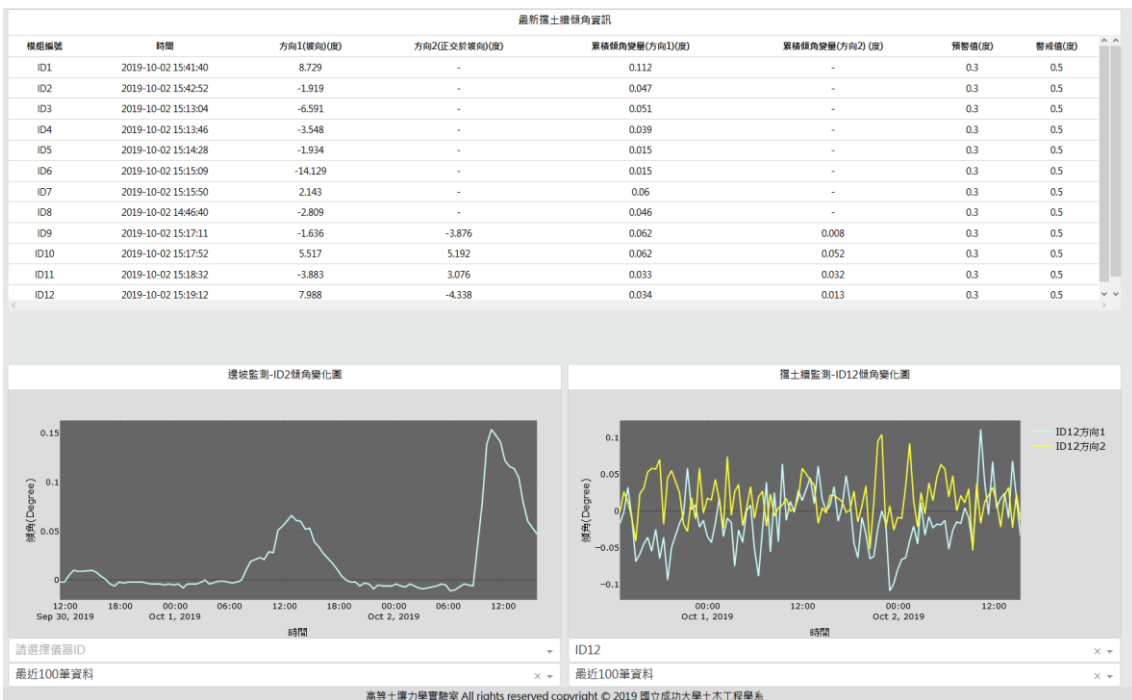 最新擋土牆傾角資訊
模組編號 時間 方向1(坡向)(度) 方向2(正交於坡向)(度) 累積傾角變量(方向1)(度) 累積傾角變量(方向2) (度) 預警值(度) 警戒值(度)
ID1 2019-10-02 15:41:40 8.729 - 0.112 - 0.3 0.5
ID2 2019-10-02 15:42:52 -1.919 - 0.047 - 0.3 0.5
ID3 2019-10-02 15:13:04 -6.591 - 0.051 - 0.3 0.5
ID4 2019-10-02 15:13:46 -3.548 - 0.039 - 0.3 0.5
ID5 2019-10-02 15:14:28 -1.934 - 0.015 - 0.3 0.5
ID6 2019-10-02 15:15:09 -14.129 - 0.015 - 0.3 0.5
ID7 2019-10-02 15:15:50 2.143 - 0.06 - 0.3 0.5
ID8 2019-10-02 14:46:40 -2.809 - 0.046 - 0.3 0.5
ID9 2019-10-02 15:17:11 -1.636 -3.876 0.062 0.008 0.3 0.5
ID10 2019-10-02 15:17:52 5.517 5.192 0.062 0.052 0.3 0.5
ID11 2019-10-02 15:18:32 -3.883 3.076 0.033 0.032 0.3 0.5
ID12 2019-10-02 15:19:12 7.988 -4.338 0.034 0.013 0.3 0.5
邊坡監測-ID2傾角變化圖
傾角(Degree)
0.15
0.1
0.05
0
12:00 18:00 00:00 06:00 12:00 18:00 00:00 06:00 12:00
Sep 30, 2019 Oct 1, 2019 Oct 2, 2019
時間
請選擇儀器ID
最近100筆資料
擋土牆監測-ID12傾角變化圖
ID12方向1
ID12方向2
傾角(Degree)
0.1
0.05
0
−0.05
−0.1
00:00 12:00 00:00 12:00
Oct 1, 2019 Oct 2, 2019
時間
ID12
最近100筆資料
高等土壤力學實驗室 All rights reserved copyright © 2019 國立成功大學土木工程學系